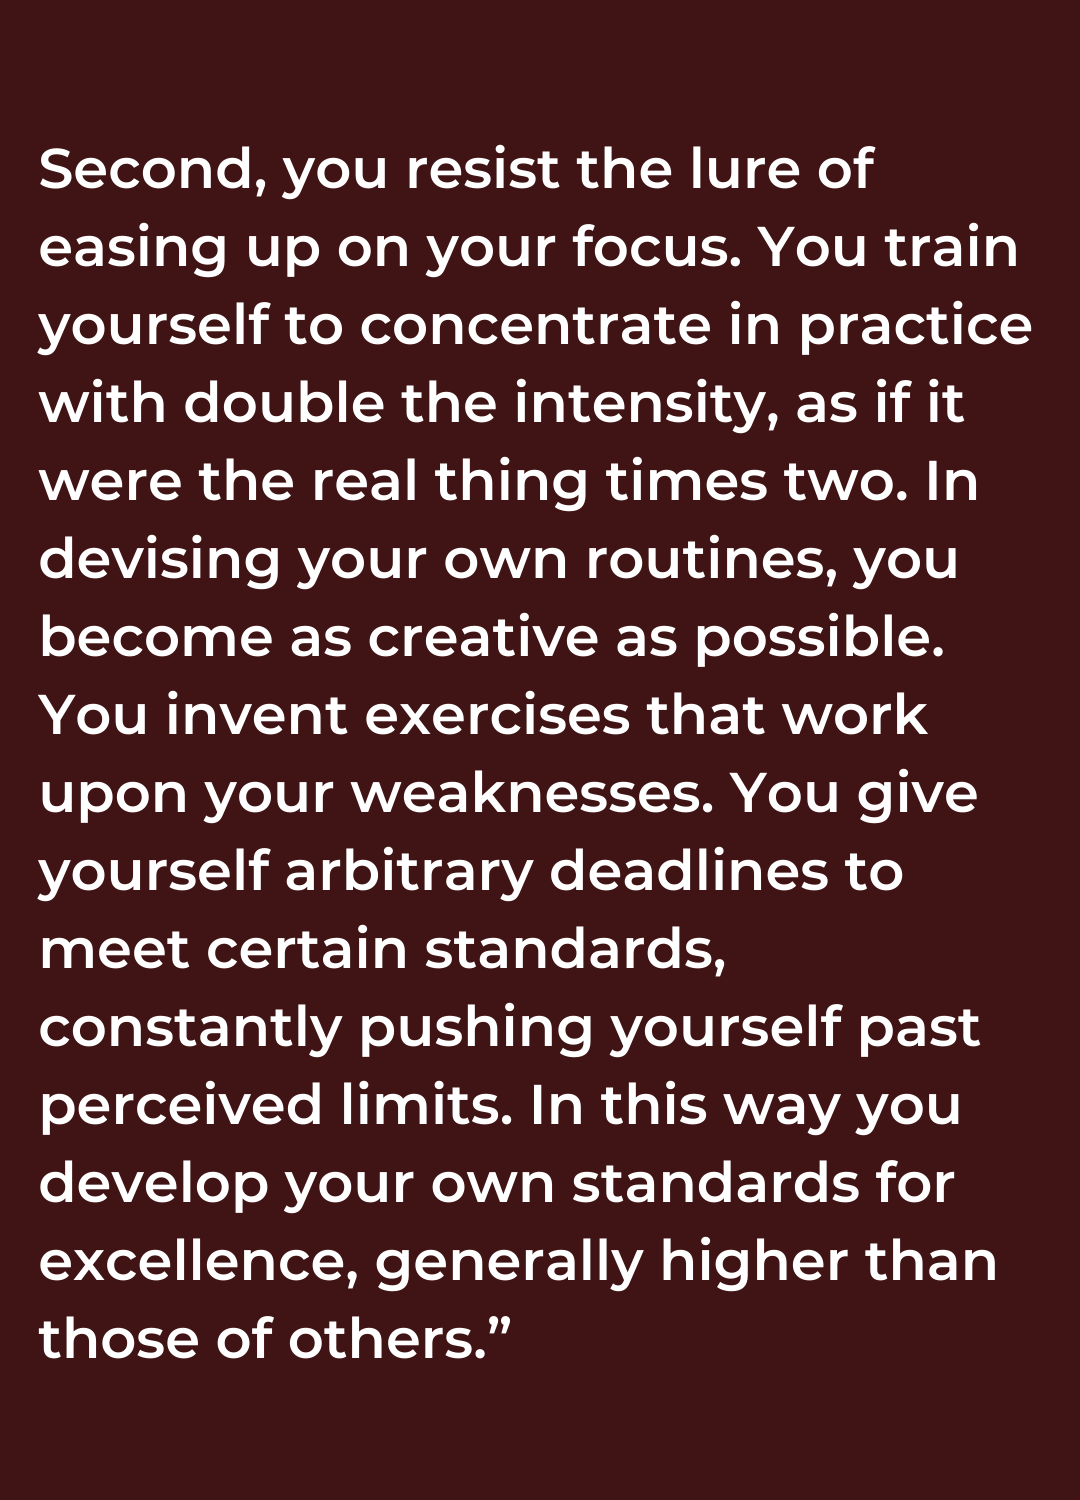 Second, you resist the lure of
easing up on your focus. You train
yourself to concentrate in practice
with double the intensity, as if it
were the real thing times two. In
devising your own routines, you
become as creative as possible.
You invent exercises that work
upon your weaknesses. You give
yourself arbitrary deadlines to
meet certain standards,
constantly pushing yourself past
perceived limits. In this way you
develop your own standards for
excellence, generally higher than
those of others.”